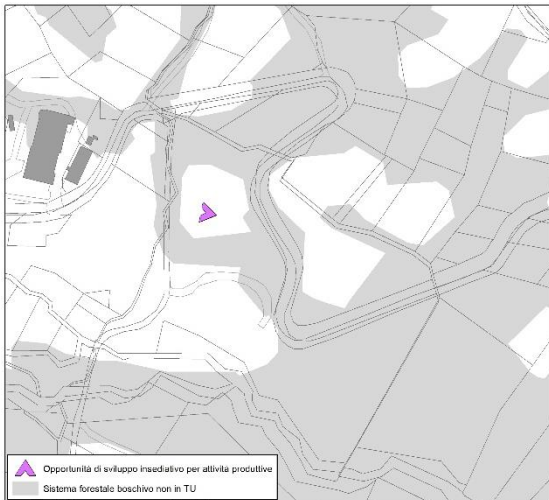 Opportunità di sviluppo insediativo per attività produttive
Sistema forestale boschivo non in TU